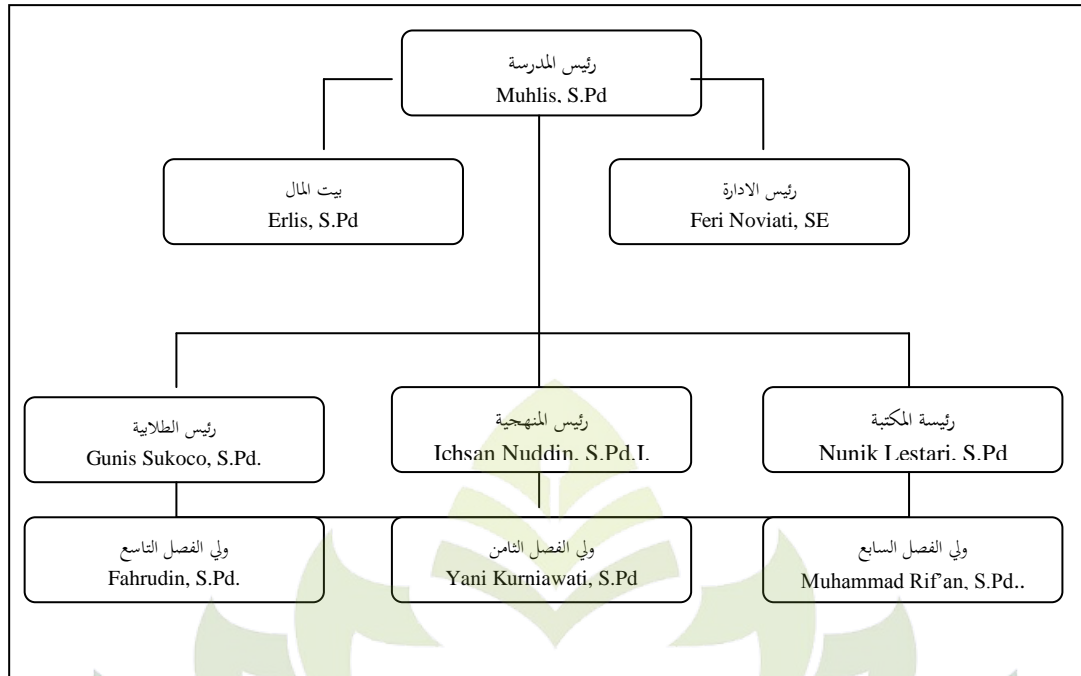 رئيس المدرسة
Muhlis, S.Pd
بيت المال
Erlis, S.Pd
رئيس الادارة
Feri Noviati, SE
رئيس الطلابية
Gunis Sukoco, S.Pd.
رئيس المنهجية
Ichsan Nuddin, S.Pd.I.
رئيسة المكتبة
Nunik Lestari, S.Pd
ولي الفصل التاسع
Fahrudin, S.Pd.
ولي الفصل الثامن
Yani Kurniawati, S.Pd
ولي الفصل السابع
Muhammad Rif’an, S.Pd..